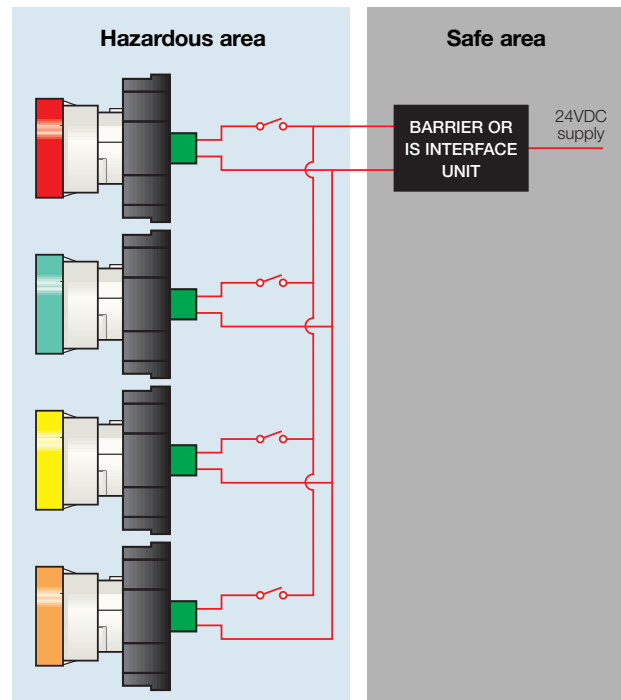 Hazardous area
Safe area
BARRIER OR
IS INTERFACE
UNIT
24VDC
supply